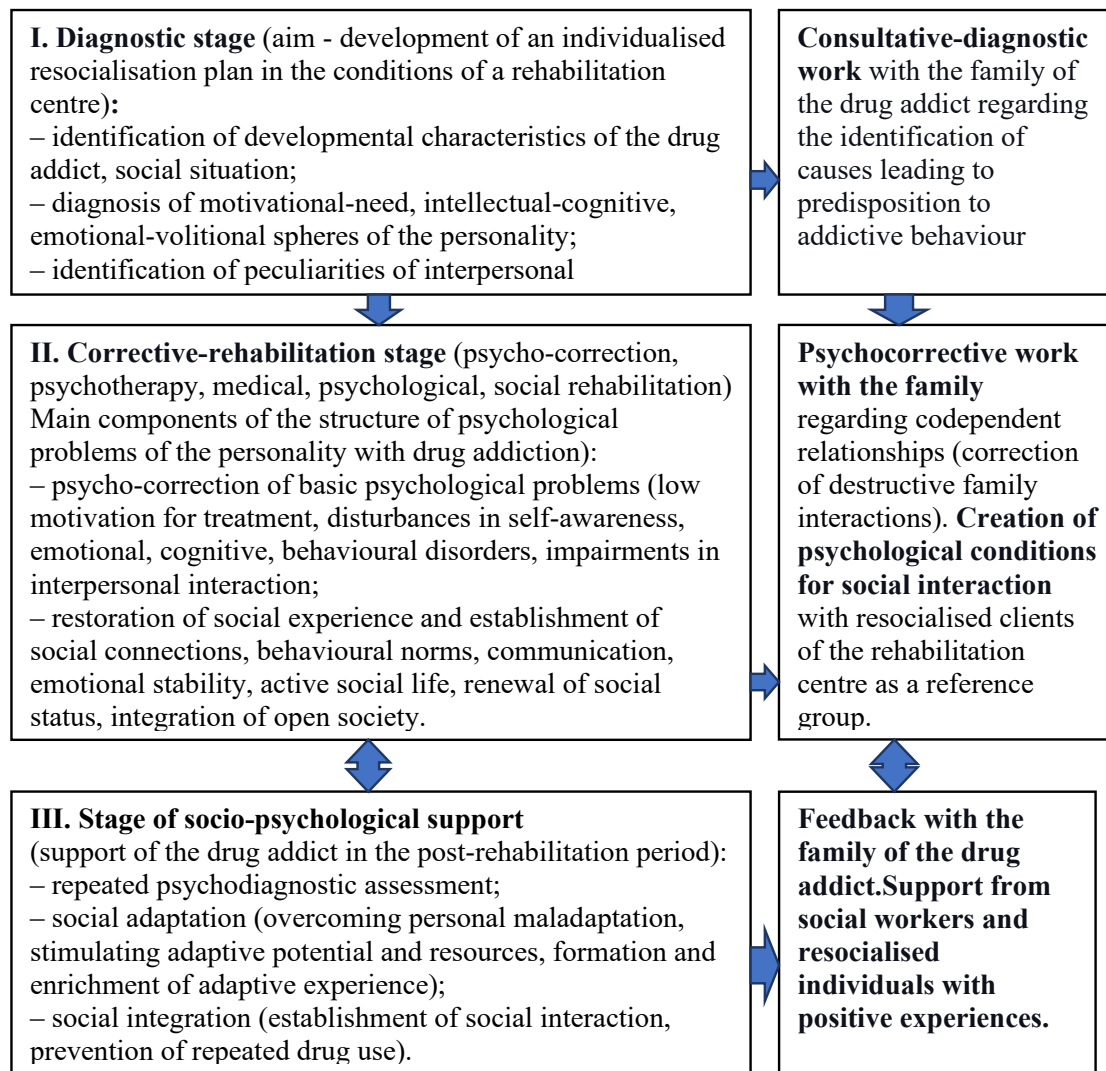 I. Diagnostic stage (aim - development of an individualised
resocialisation plan in the conditions of a rehabilitation
centre):
– identification of developmental characteristics of the drug
addict, social situation;
– diagnosis of motivational-need, intellectual-cognitive,
emotional-volitional spheres of the personality;
– identification of peculiarities of interpersonal
Consultative-diagnostic
work with the family of
the drug addict regarding
the identification of
causes leading to
predisposition to
addictive behaviour
II. Corrective-rehabilitation stage (psycho-correction,
psychotherapy, medical, psychological, social rehabilitation)
Main components of the structure of psychological
problems of the personality with drug addiction):
– psycho-correction of basic psychological problems (low
motivation for treatment, disturbances in self-awareness,
emotional, cognitive, behavioural disorders, impairments in
interpersonal interaction;
– restoration of social experience and establishment of
social connections, behavioural norms, communication,
emotional stability, active social life, renewal of social
status, integration of open society.
Psychocorrective work
with the family
regarding codependent
relationships (correction
of destructive family
interactions). Creation of
psychological conditions
for social interaction
with resocialised clients
of the rehabilitation
centre as a reference
group.
III. Stage of socio-psychological support
(support of the drug addict in the post-rehabilitation period):
– repeated psychodiagnostic assessment;
– social adaptation (overcoming personal maladaptation,
stimulating adaptive potential and resources, formation and
enrichment of adaptive experience);
– social integration (establishment of social interaction,
prevention of repeated drug use).
Feedback with the
family of the drug
addict.Support from
social workers and
resocialised
individuals with
positive experiences.